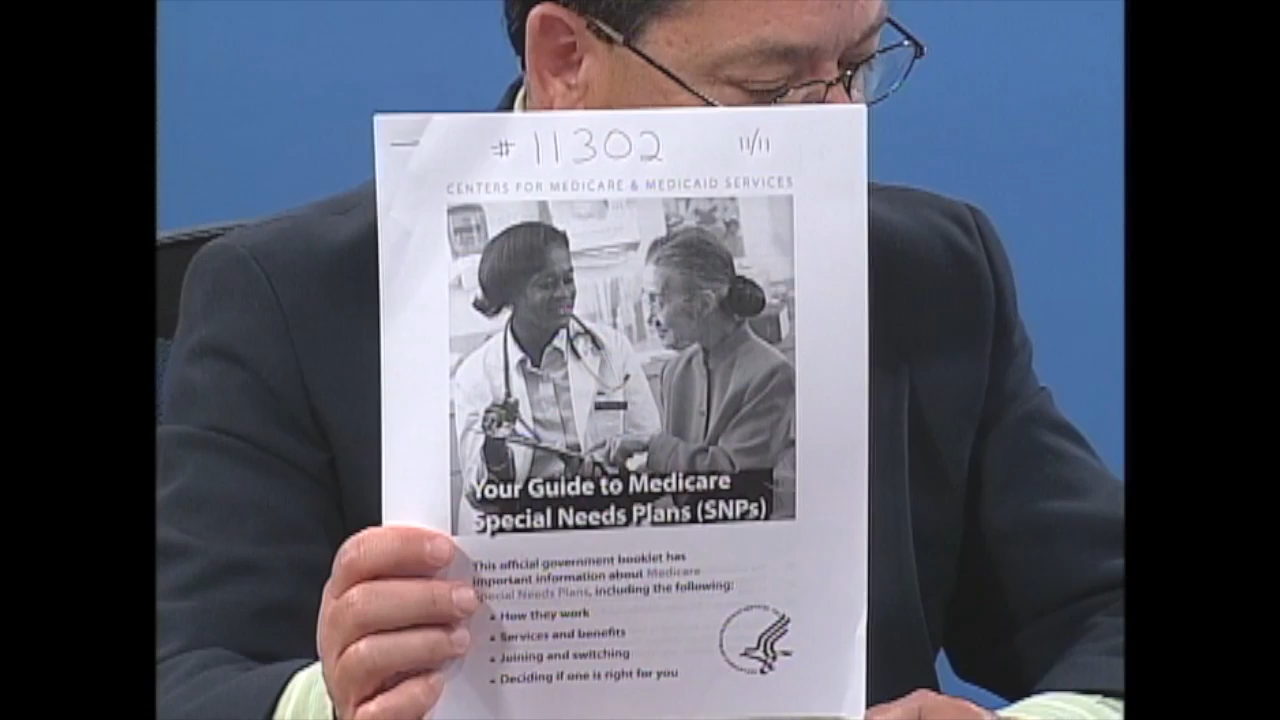 # 11302 11/11
CENTERS FOR MEDICARE & MEDICAID SERVICES
Your Guide to Medicare
Special Needs Plans (SNPs)
This official government booklet has
important information about Medicare
Special Needs Plans, including the following:
• How they work
• Services and benefits
• Joining and switching
• Deciding if one is right for you